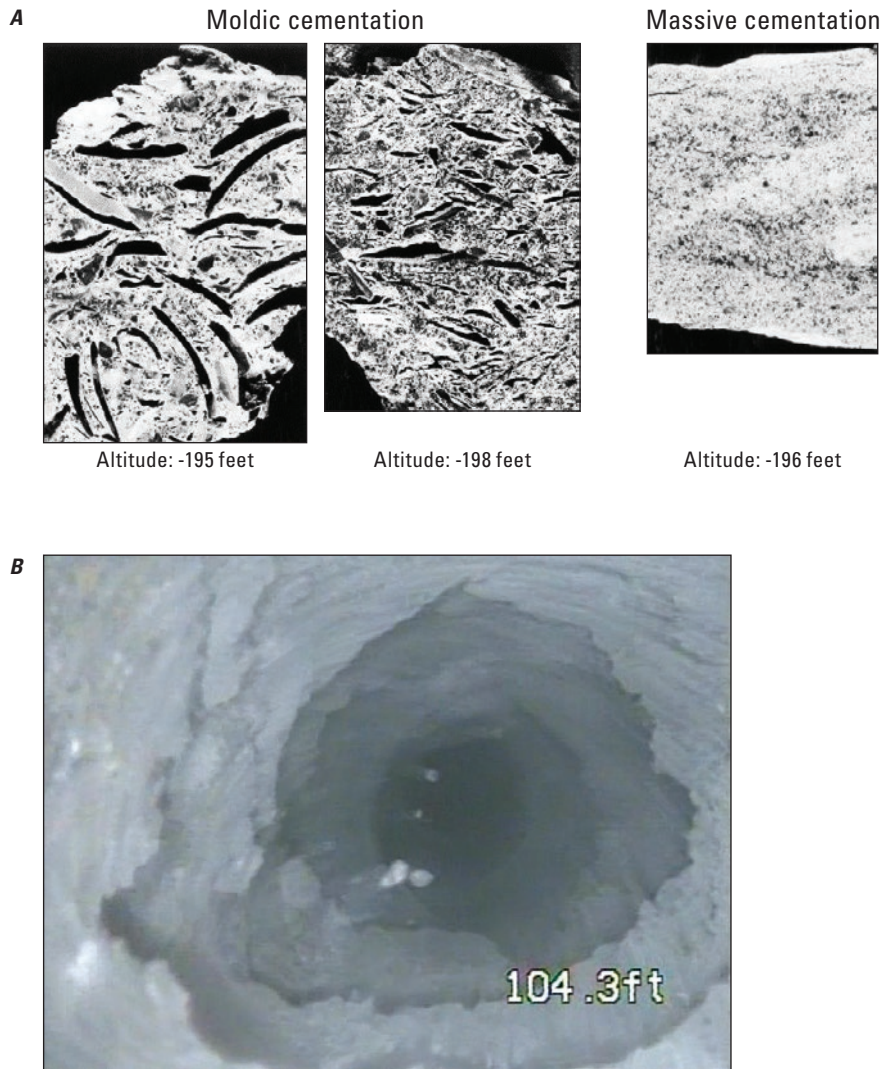 A
Moldic cementation
Massive cementation
Altitude: -195 feet
Altitude: -198 feet
Altitude: -196 feet
B
104.3ft